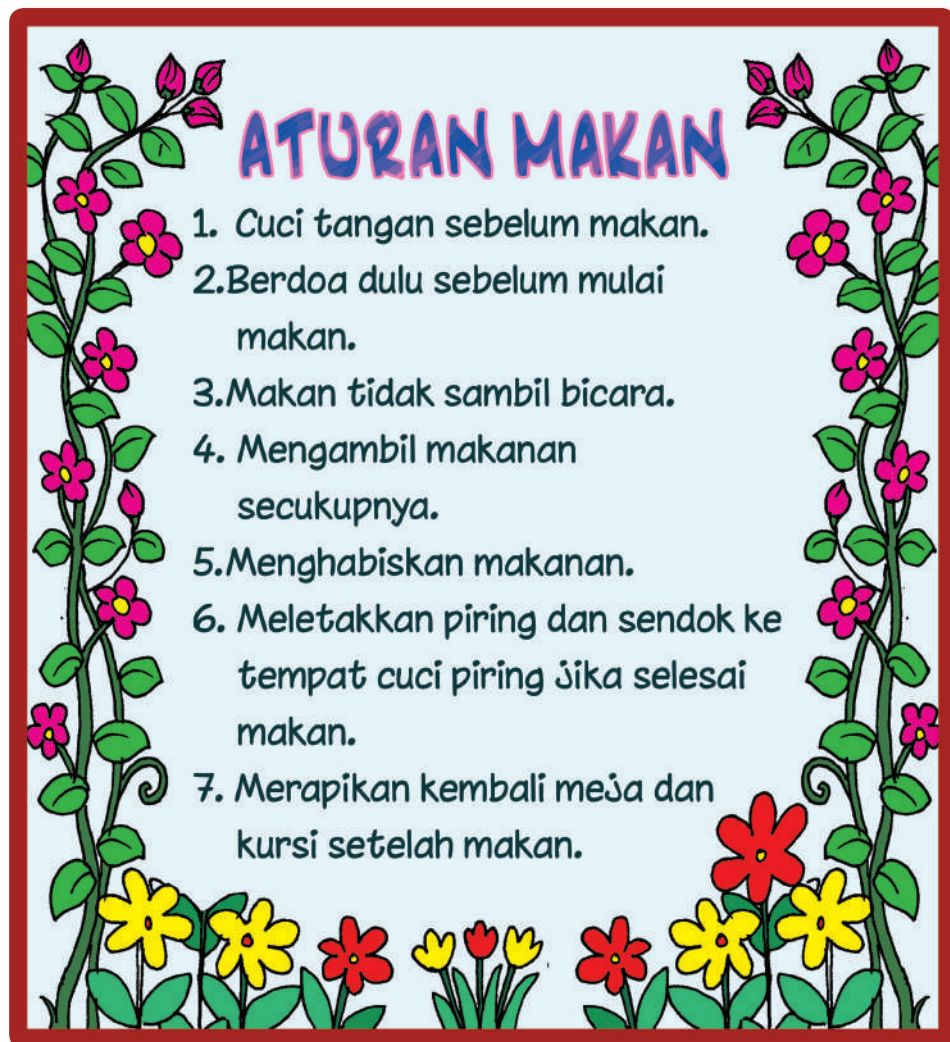 ATURAN MAKAN
1. Cuci tangan sebelum makan.
2.Berdoa dulu sebelum mulai
makan.
3.Makan tidak sambil bicara.
4. Mengambil makanan
secukupnya.
5.Menghabiskan makanan.
6. Meletakkan piring dan sendok ke
tempat cuci piring jika selesai
makan.
7. Merapikan kembali meja dan
kursi setelah makan.